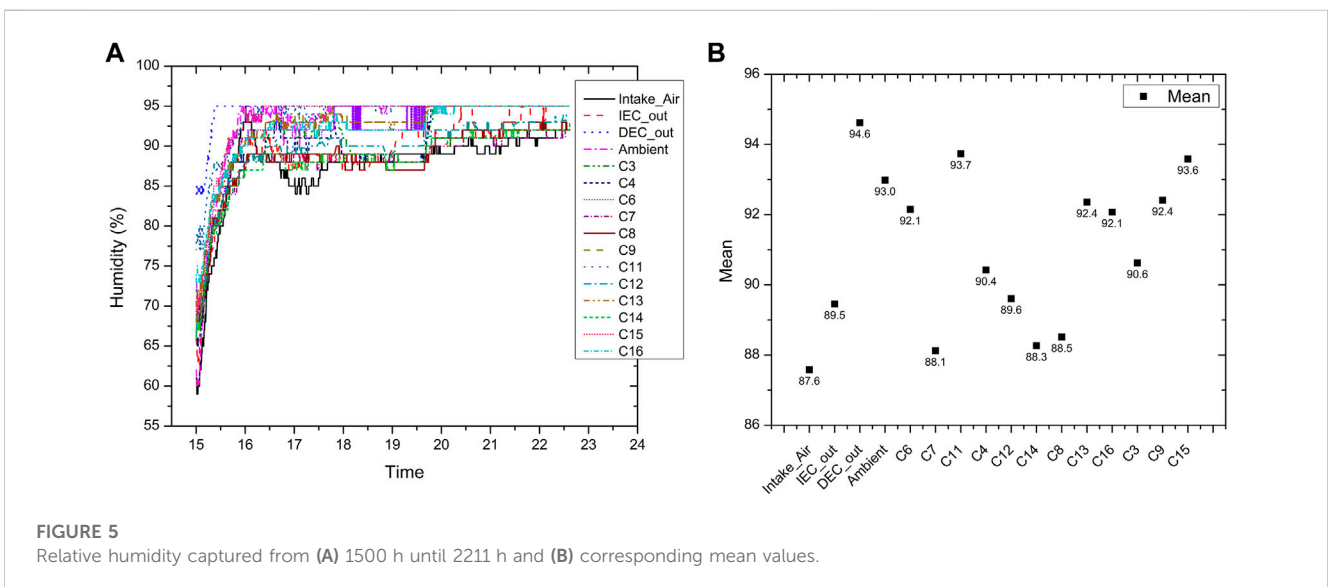 A
Humidity (%)
100
95
90
85
80
75
70
65
60
55
15 16 17 18 19 20 21 22 23 24
Time
Intake_Air
IEC_out
DEC_out
Ambient
C3
C4
C6
C7
C8
C9
C11
C12
C13
C14
C15
C16
B
Mean
96
94
92
90
88
86
Mean
87.6
89.5
94.6
93.0
92.1
88.1
93.7
90.4
89.6
88.3
88.5
92.4
92.1
90.6
92.4
93.6
Intake_Air
IEC_out
DEC_out
Ambient
C6
C7
C11
C4
C12
C14
C8
C13
C16
C3
C9
C15
FIGURE 5
Relative humidity captured from (A) 1500 h until 2211 h and (B) corresponding mean values.